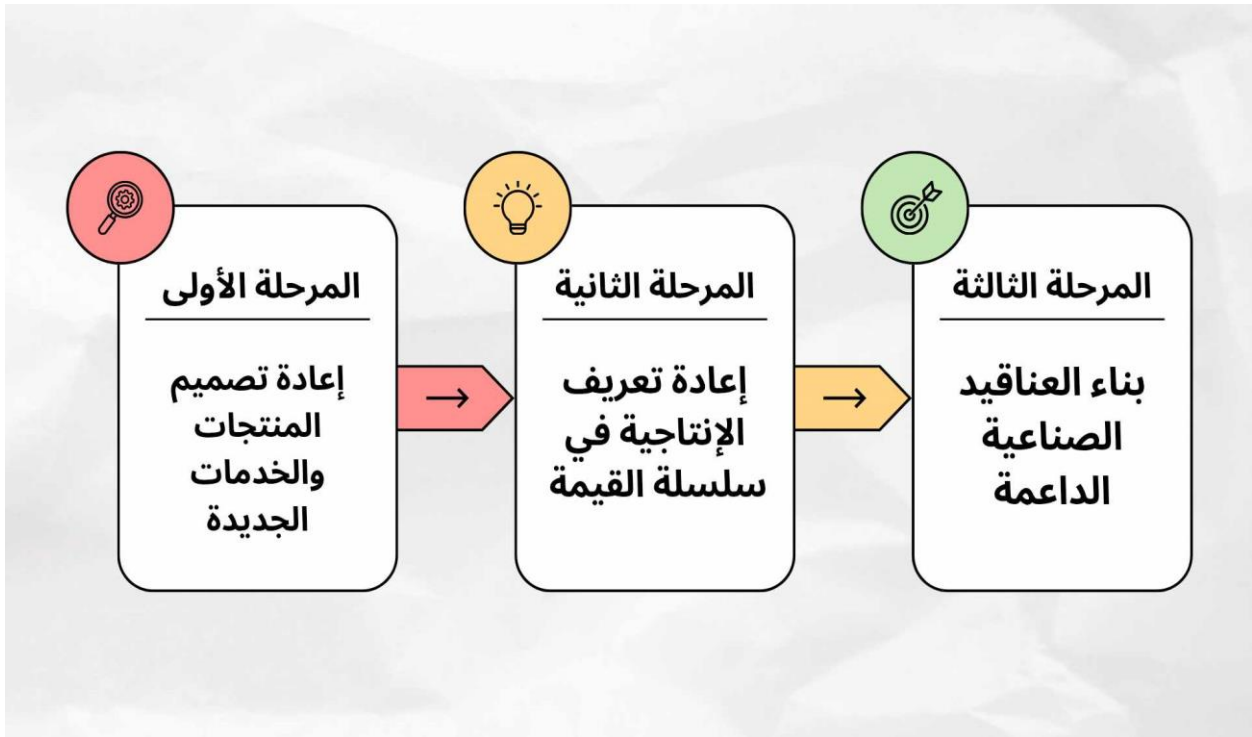 المرحلة الأولى
إعادة تصميم
المنتجات
والخدمات
الجديدة
المرحلة الثانية
إعادة تعريف
الإنتاجية في
سلسلة القيمة
المرحلة الثالثة
بناء العناقيد
الصناعية
الداعمة